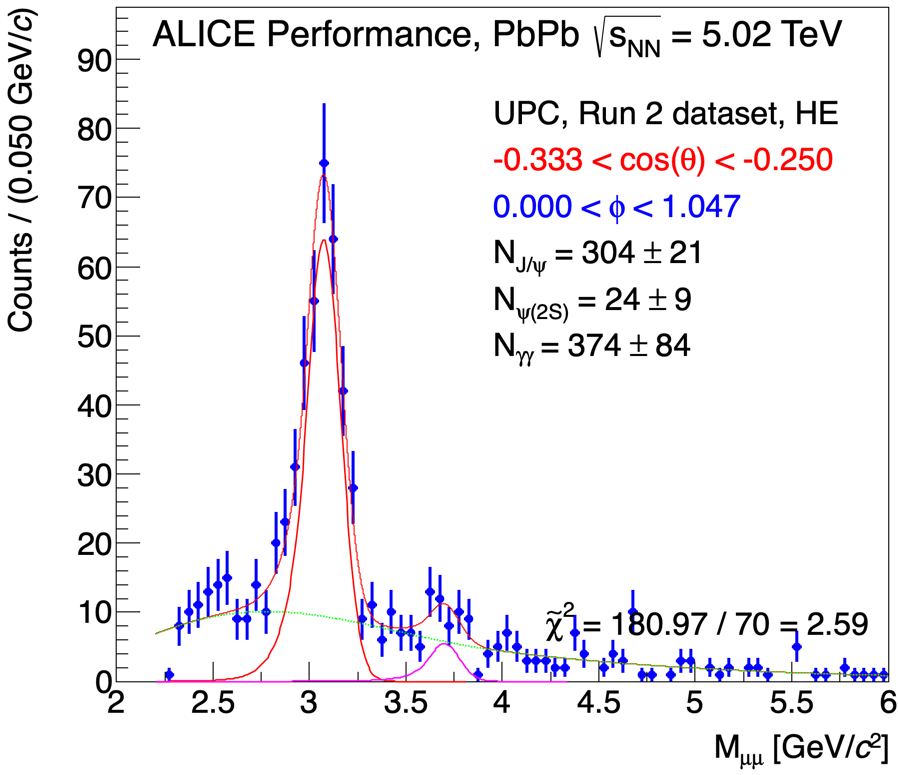 ALICE Performance, PbPb √s_NN = 5.02 TeV
UPC, Run 2 dataset, HE
-0.333 < cos(θ) < -0.250
0.000 < ϕ < 1.047
N_J/ψ = 304 ± 21
N_ψ(2S) = 24 ± 9
N_γγ = 374 ± 84
χ̃² = 180.97 / 70 = 2.59
Counts / (0.050 GeV/c)
90
80
70
60
50
40
30
20
10
0
2 2.5 3 3.5 4 4.5 5 5.5 6
M_μμ [GeV/c²]